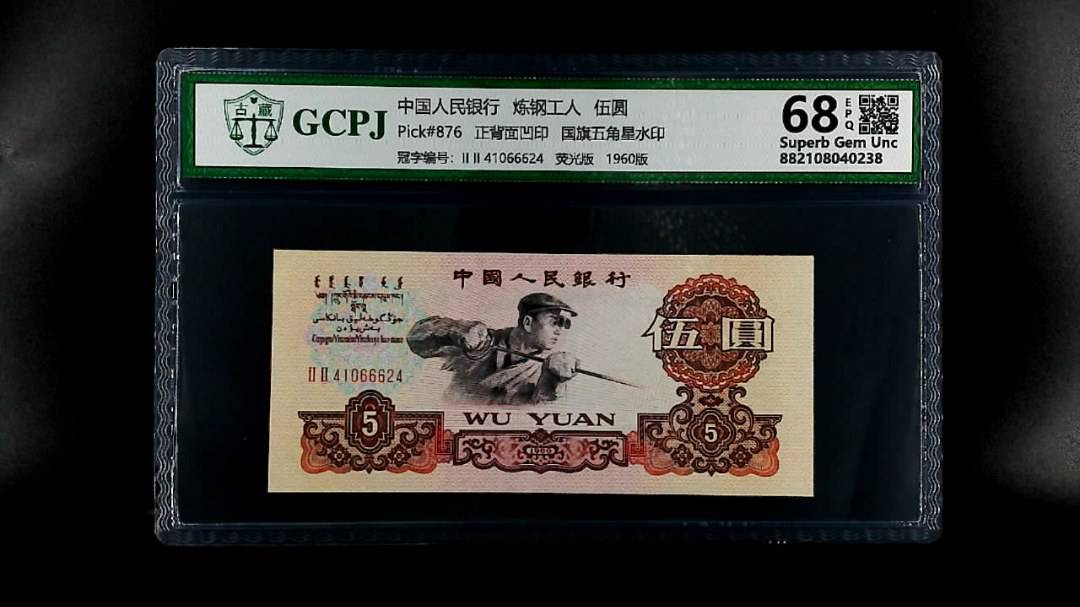 古 藏
GCPJ
中国人民银行 炼钢工人 伍圆
Pick#876 正背面凹印 国旗五角星水印
冠字编号: II II 41066624 荧光版 1960版
68 EPQ
Superb Gem Unc
882108040238
中國人民銀行
伍圓
II II 41066624
WU YUAN
5
1960
5